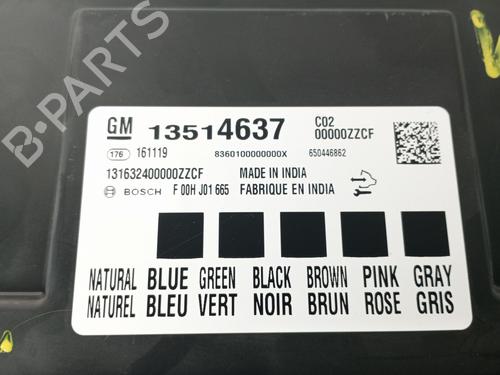 GM 13514637 C02
00000ZZCF
176 161119 8360100000000X 650446862
131632400000ZZCF MADE IN INDIA
BOSCH F 00H J01 665 FABRIQUE EN INDIA
NATURAL BLUE GREEN BLACK BROWN PINK GRAY
NATUREL BLEU VERT NOIR BRUN ROSE GRIS
B-PARTS